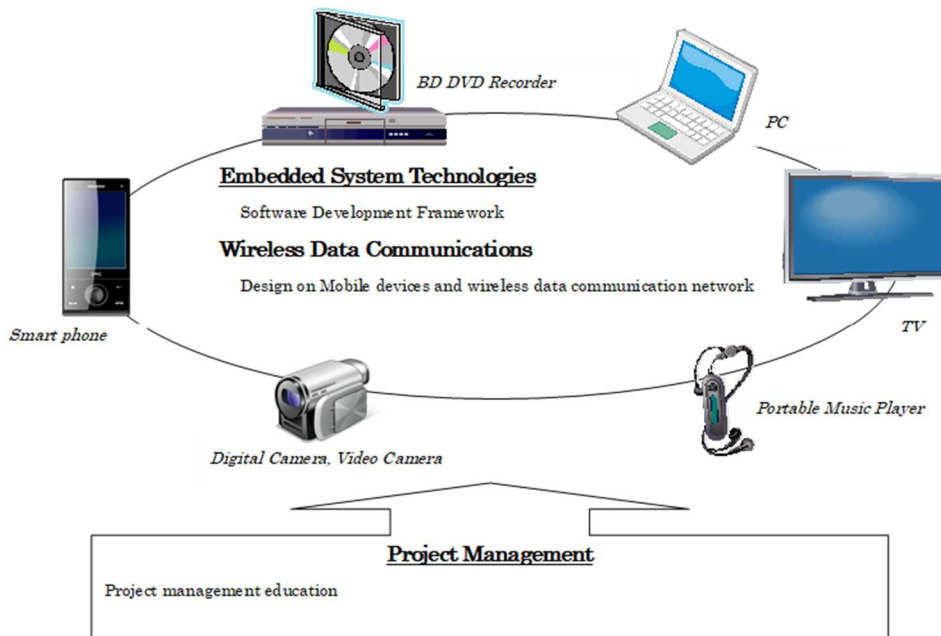 BD DVD Recorder
PC
Embedded System Technologies
Software Development Framework
Wireless Data Communications
Design on Mobile devices and wireless data communication network
Smart phone
TV
Portable Music Player
Digital Camera, Video Camera
Project Management
Project management education